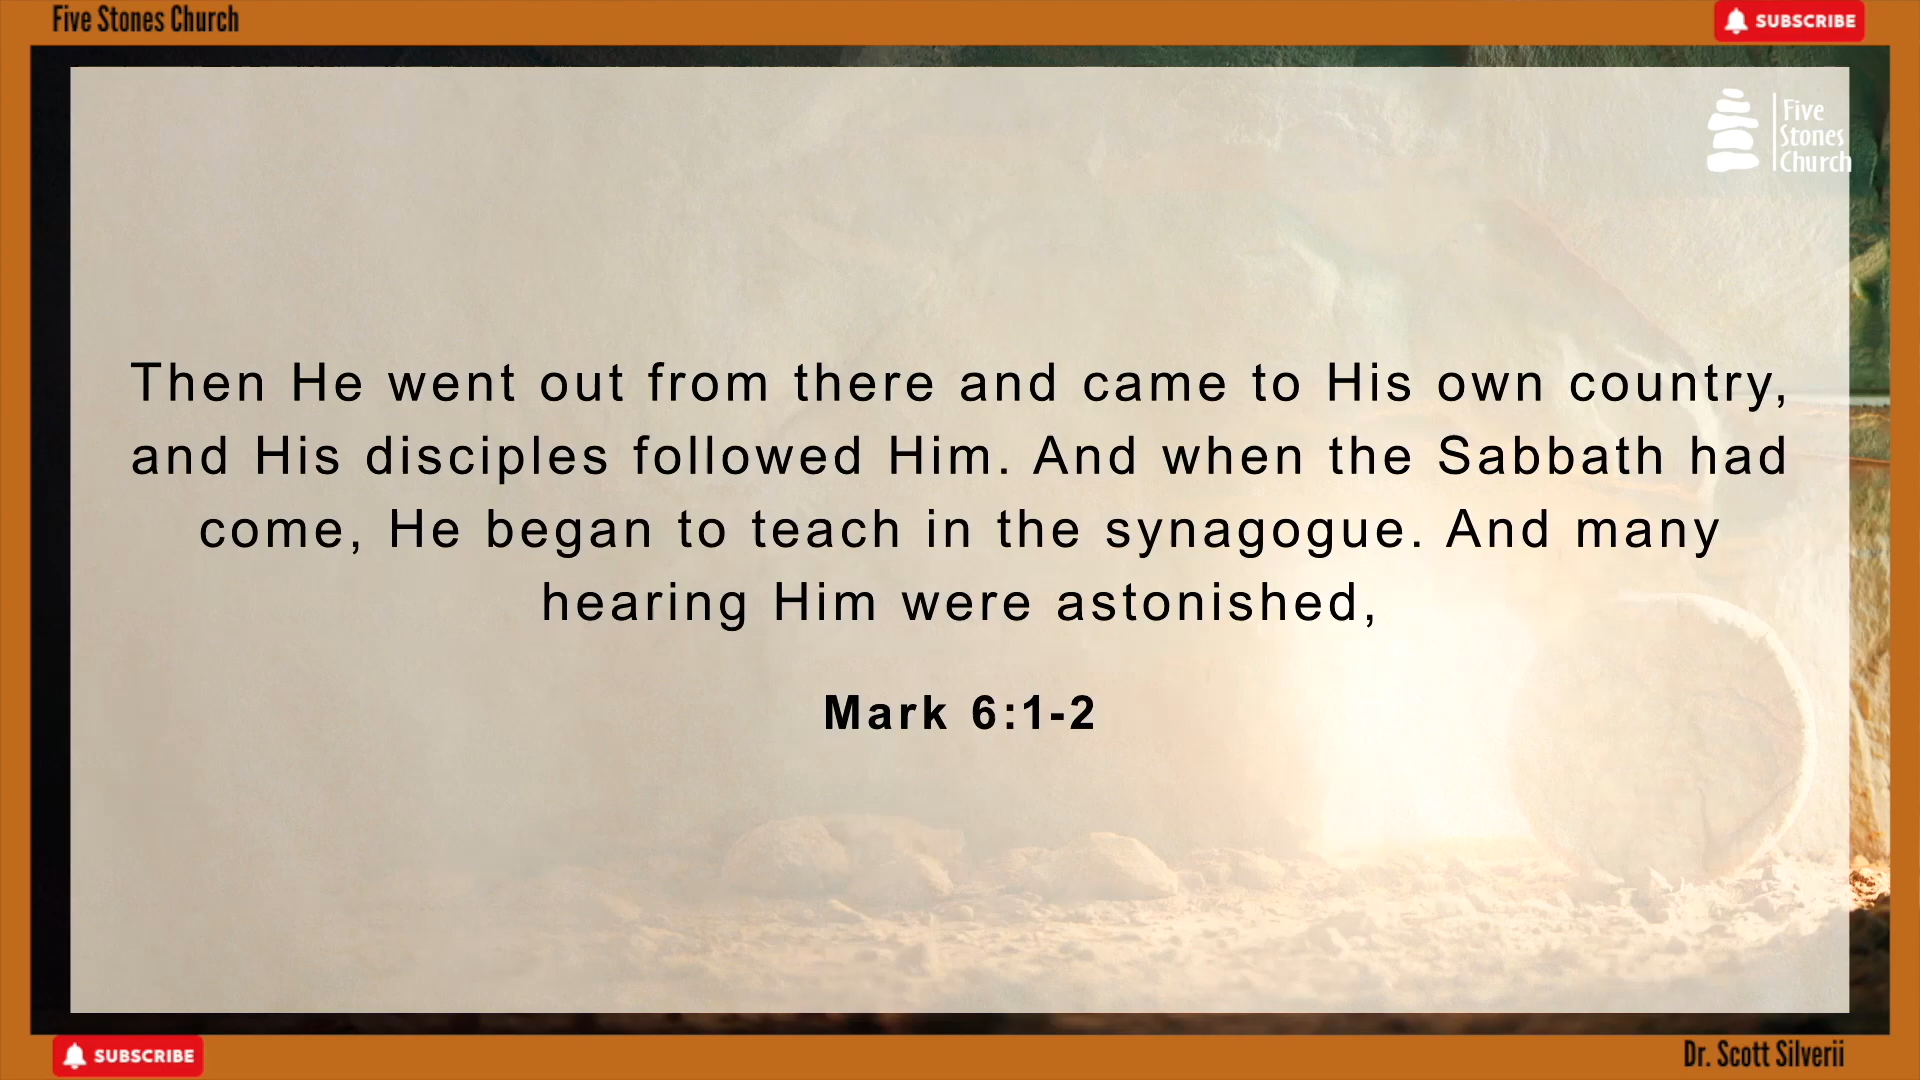 Five Stones Church
SUBSCRIBE
Five
Stones
Church
Then He went out from there and came to His own country,
and His disciples followed Him. And when the Sabbath had
come, He began to teach in the synagogue. And many
hearing Him were astonished,
Mark 6:1-2
SUBSCRIBE
Dr. Scott Silverii